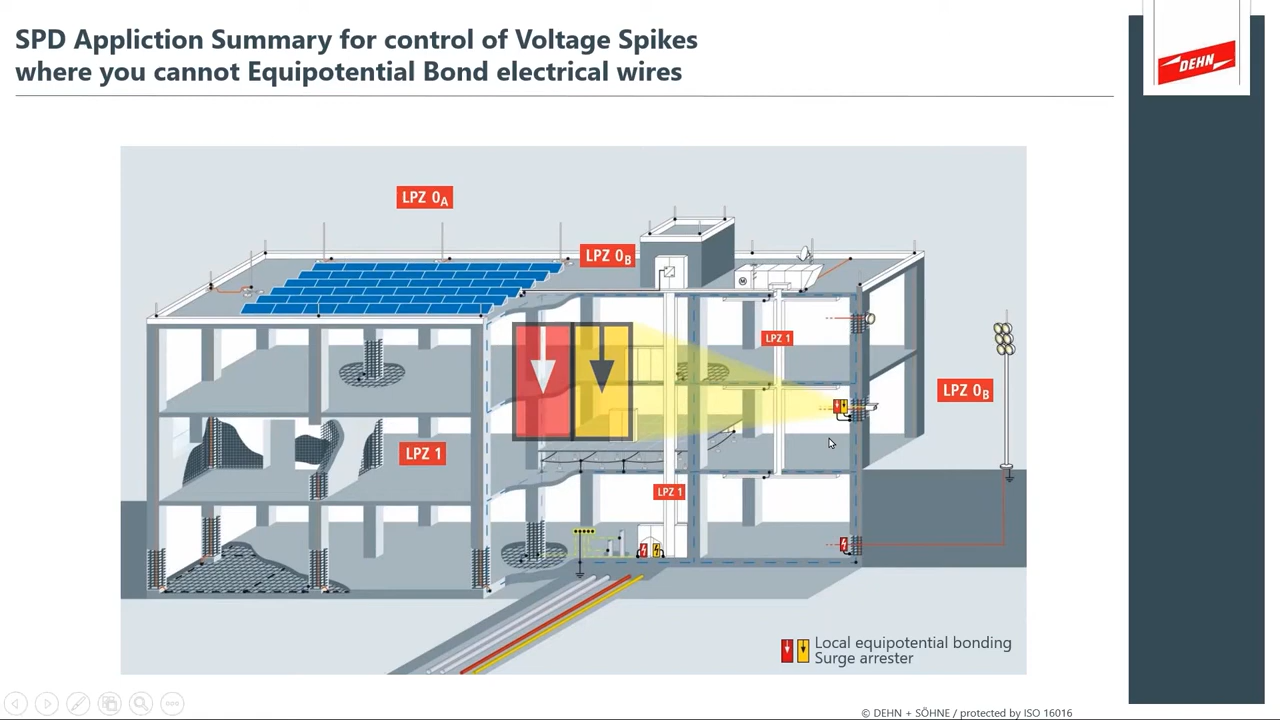 SPD Appliction Summary for control of Voltage Spikes
where you cannot Equipotential Bond electrical wires
DEHN
LPZ 0A
LPZ 0B
LPZ 1
LPZ 0B
LPZ 1
LPZ 1
M
Local equipotential bonding
Surge arrester
© DEHN + SÖHNE / protected by ISO 16016